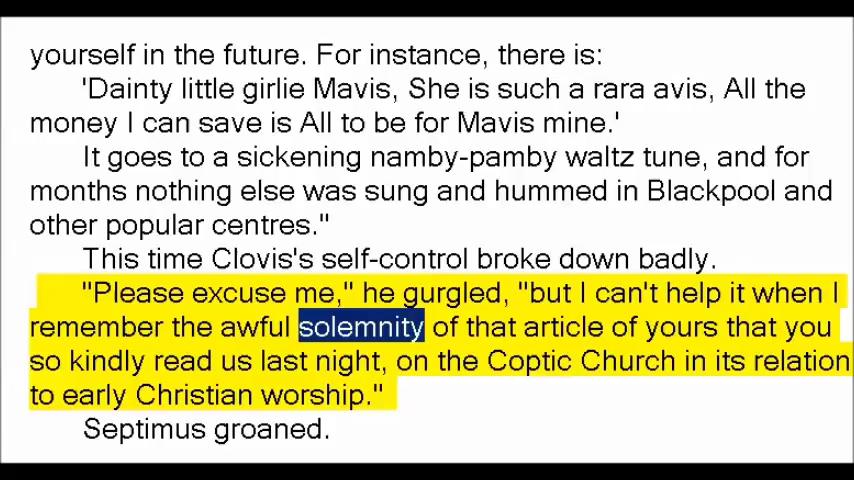 yourself in the future. For instance, there is:
'Dainty little girlie Mavis, She is such a rara avis, All the
money I can save is All to be for Mavis mine.'
It goes to a sickening namby-pamby waltz tune, and for
months nothing else was sung and hummed in Blackpool and
other popular centres."
This time Clovis's self-control broke down badly.
"Please excuse me," he gurgled, "but I can't help it when I
remember the awful solemnity of that article of yours that you
so kindly read us last night, on the Coptic Church in its relation
to early Christian worship."
Septimus groaned.